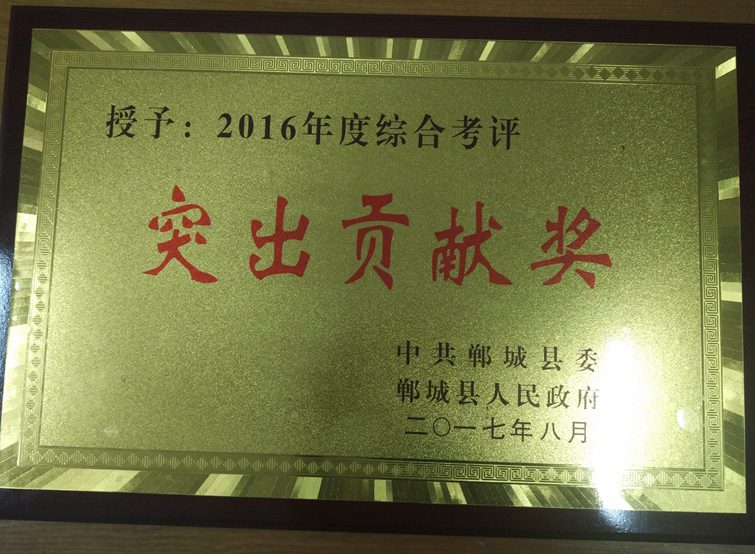 授予：2016年度综合考评
突出贡献奖
中共郸城县委
郸城县人民政府
二〇一七年八月